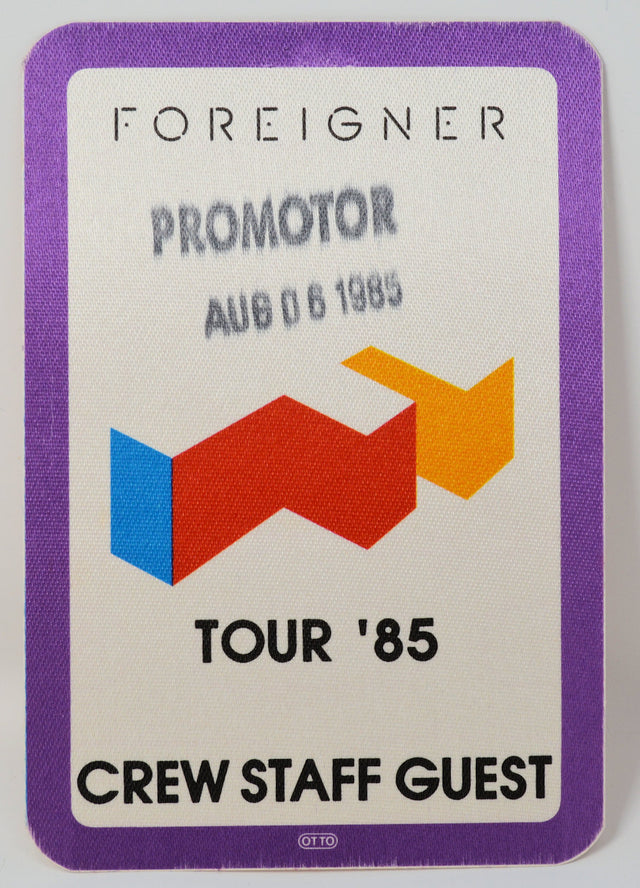 FOREIGNER
PROMOTOR
AUG 06 1985
TOUR '85
CREW STAFF GUEST
OTTO